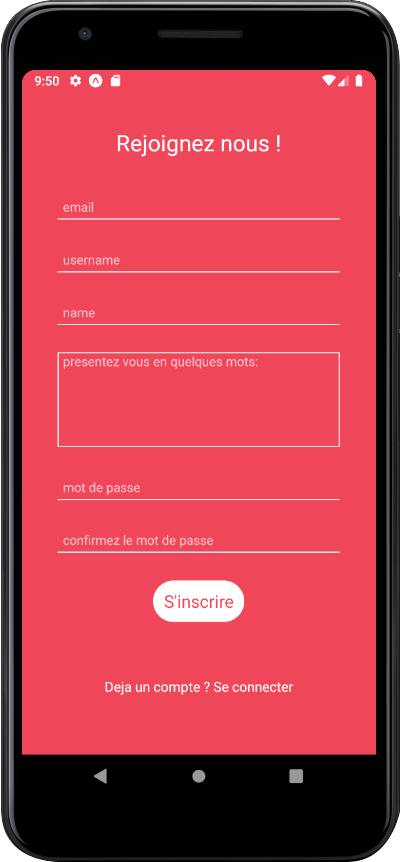 9:50
Rejoignez nous !
email
username
name
presentez vous en quelques mots:
mot de passe
confirmez le mot de passe
S'inscrire
Deja un compte ? Se connecter